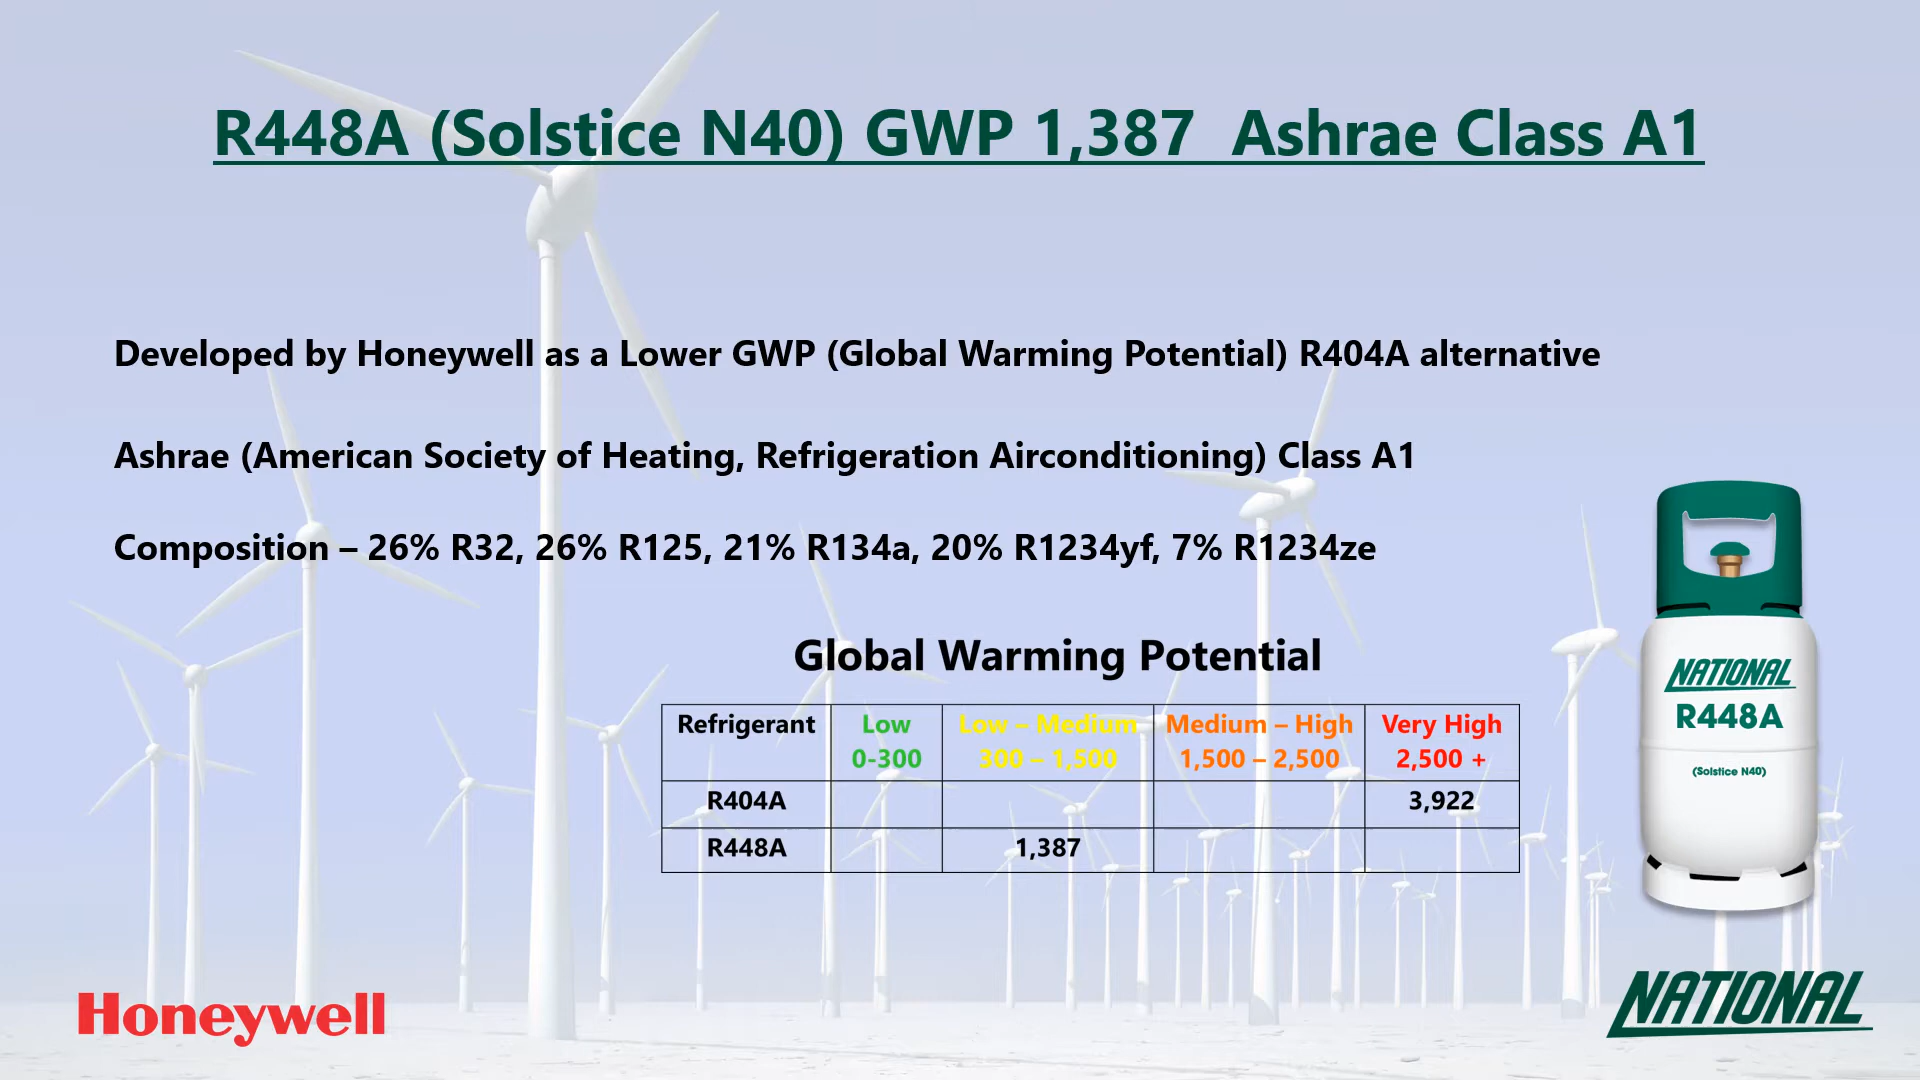 R448A (Solstice N40) GWP 1,387 Ashrae Class A1
Developed by Honeywell as a Lower GWP (Global Warming Potential) R404A alternative
Ashrae (American Society of Heating, Refrigeration Airconditioning) Class A1
Composition – 26% R32, 26% R125, 21% R134a, 20% R1234yf, 7% R1234ze
Global Warming Potential
Refrigerant Low Low – Medium Medium – High Very High
0-300 300 – 1,500 1,500 – 2,500 2,500 +
R404A 3,922
R448A 1,387
NATIONAL
R448A
(Solstice N40)
Honeywell
NATIONAL